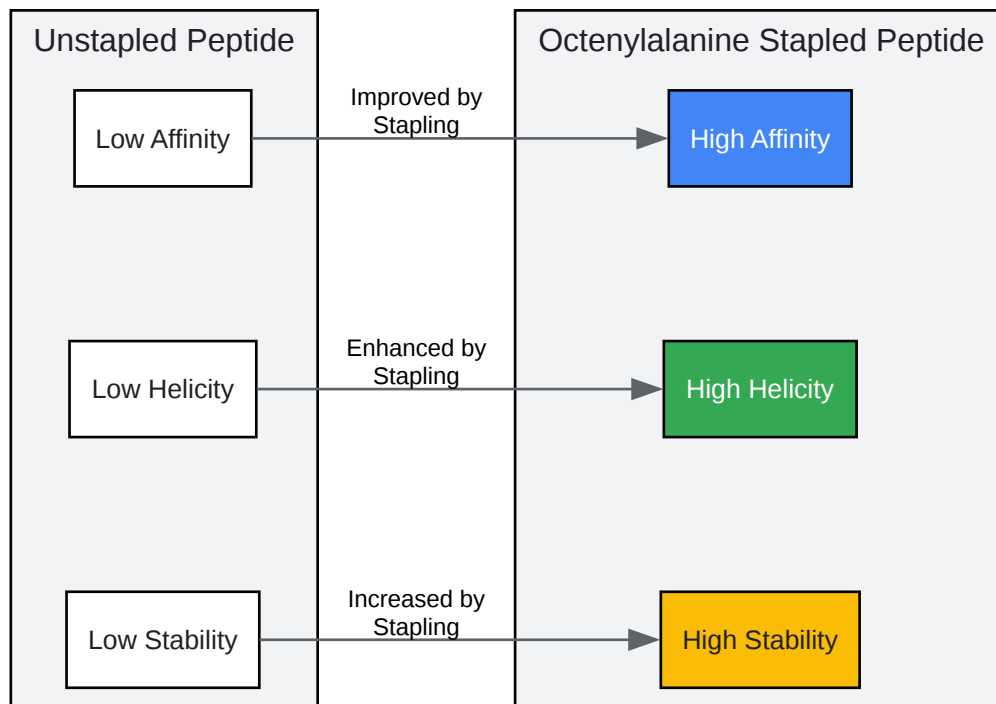 Unstapled Peptide
Octenylalanine Stapled Peptide
Low Affinity
Improved by
Stapling
High Affinity
Low Helicity
Enhanced by
Stapling
High Helicity
Low Stability
Increased by
Stapling
High Stability